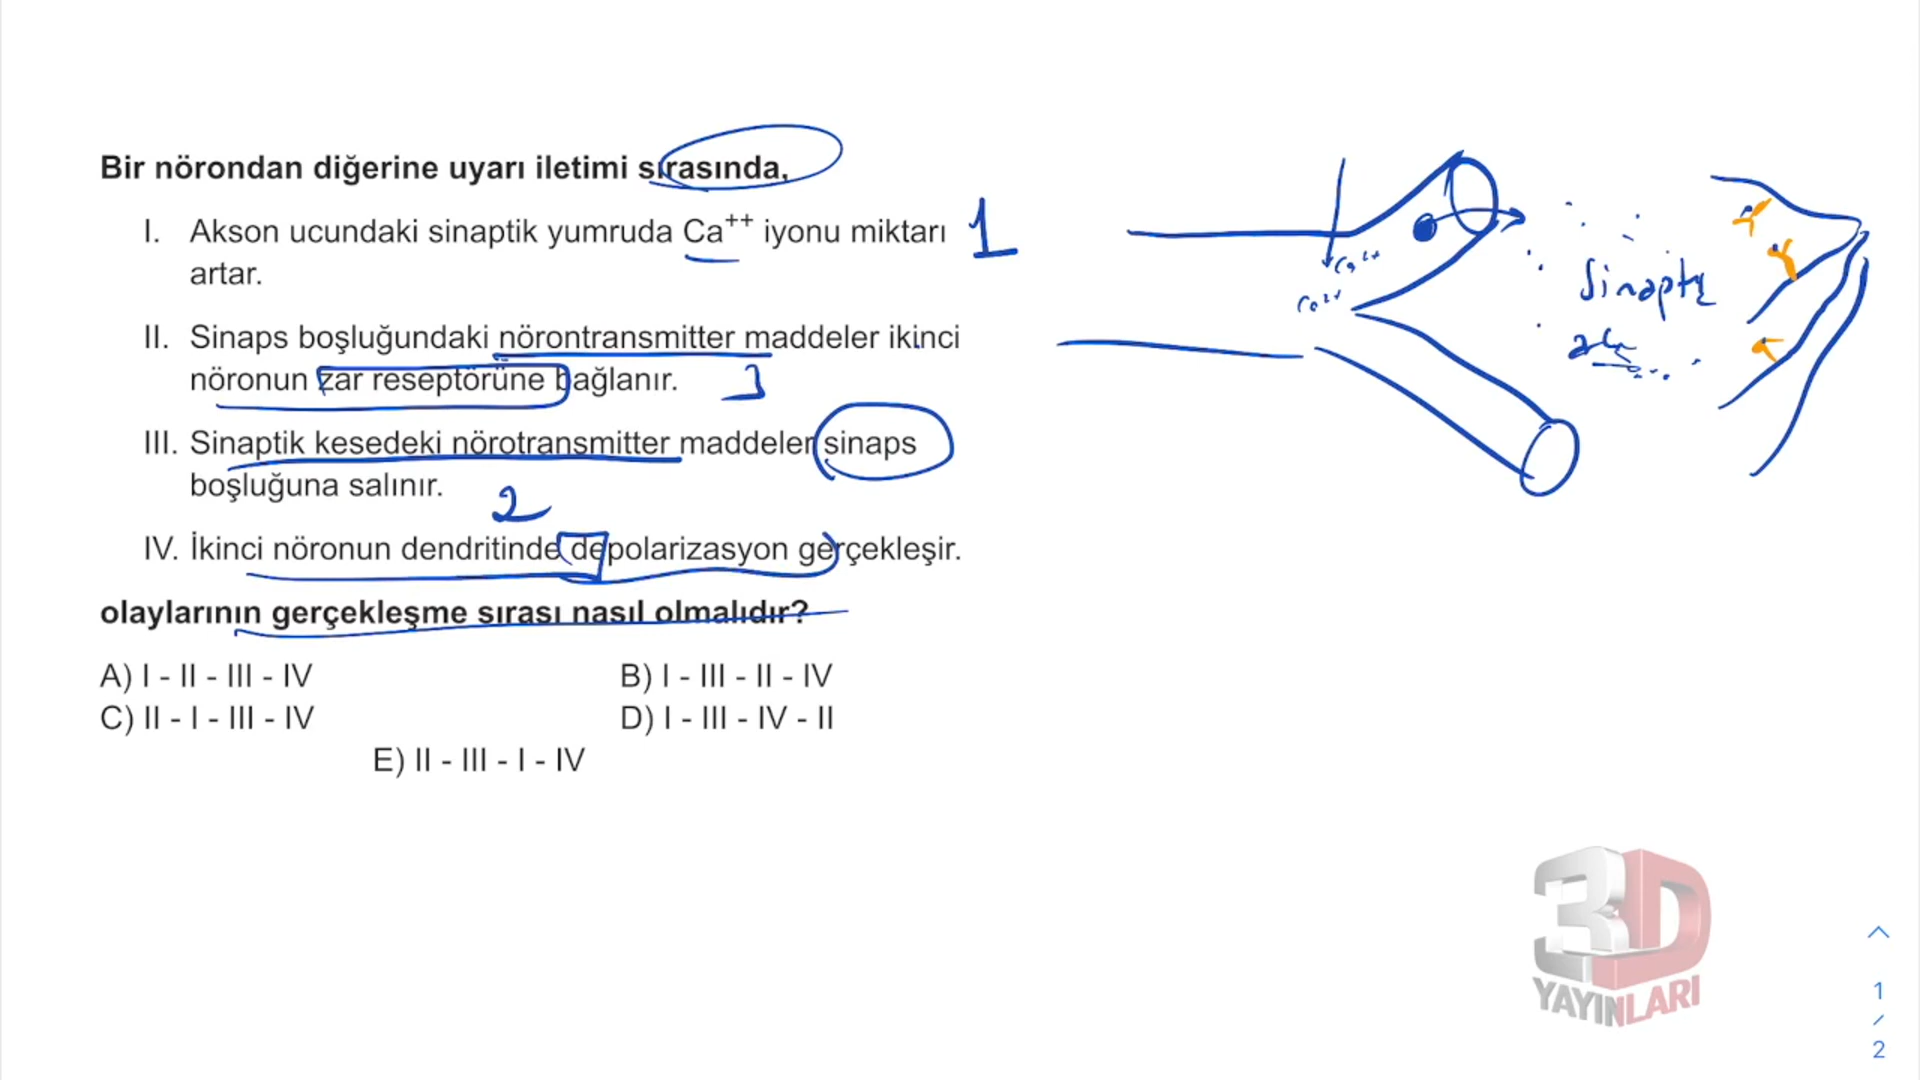 Bir nörondan diğerine uyarı iletimi sırasında,
I. Akson ucundaki sinaptik yumruda Ca++ iyonu miktarı
artar.
1
II. Sinaps boşluğundaki nörontransmitter maddeler ikinci
nöronun zar reseptörüne bağlanır.
3
III. Sinaptik kesedeki nörotransmitter maddeler sinaps
boşluğuna salınır.
2
IV. İkinci nöronun dendritinde depolarizasyon gerçekleşir.
olaylarının gerçekleşme sırası nasıl olmalıdır?
A) I - II - III - IV
B) I - III - II - IV
C) II - I - III - IV
D) I - III - IV - II
E) II - III - I - IV
Ca2+
Ca2+
Sinaptik
3D
YAYINLARI
1
/
2